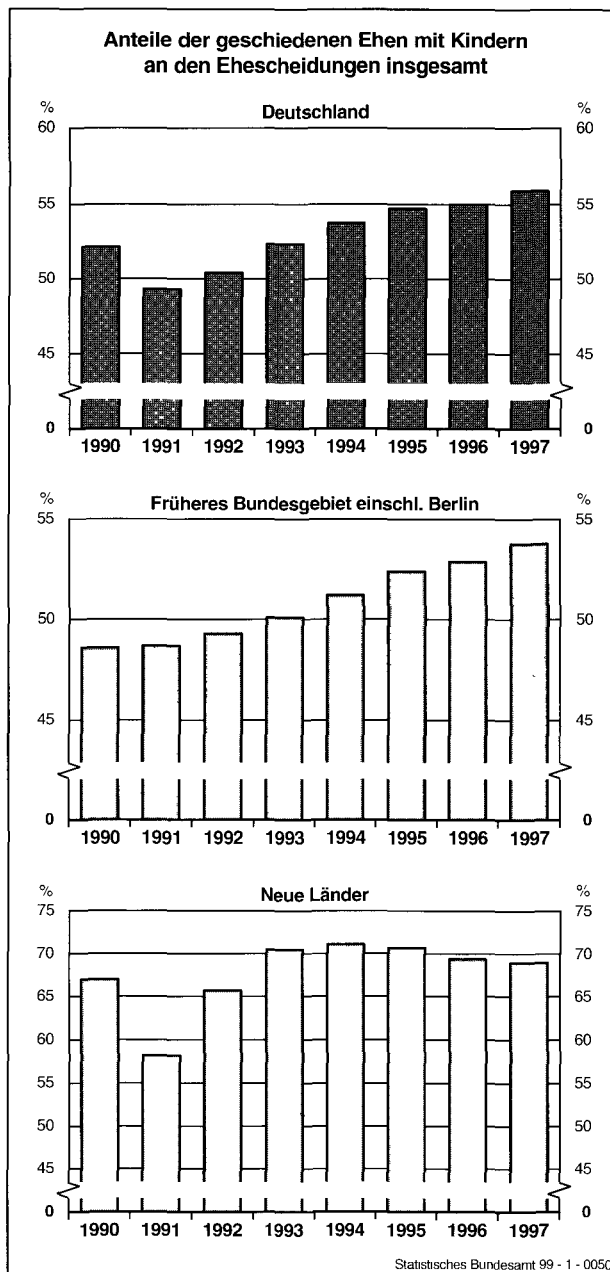 Anteile der geschiedenen Ehen mit Kindern
an den Ehescheidungen insgesamt
% Deutschland %
60 60
55 55
50 50
45 45
0 0
1990 1991 1992 1993 1994 1995 1996 1997
% Früheres Bundesgebiet einschl. Berlin %
55 55
50 50
45 45
0 0
1990 1991 1992 1993 1994 1995 1996 1997
% Neue Länder %
75 75
70 70
65 65
60 60
55 55
50 50
45 45
0 0
1990 1991 1992 1993 1994 1995 1996 1997
Statistisches Bundesamt 99 - 1 - 0050